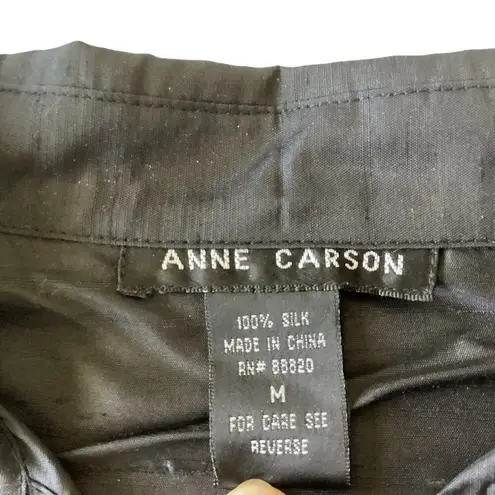 ANNE CARSON
100% SILK
MADE IN CHINA
RN# 88820
M
FOR CARE SEE
REVERSE